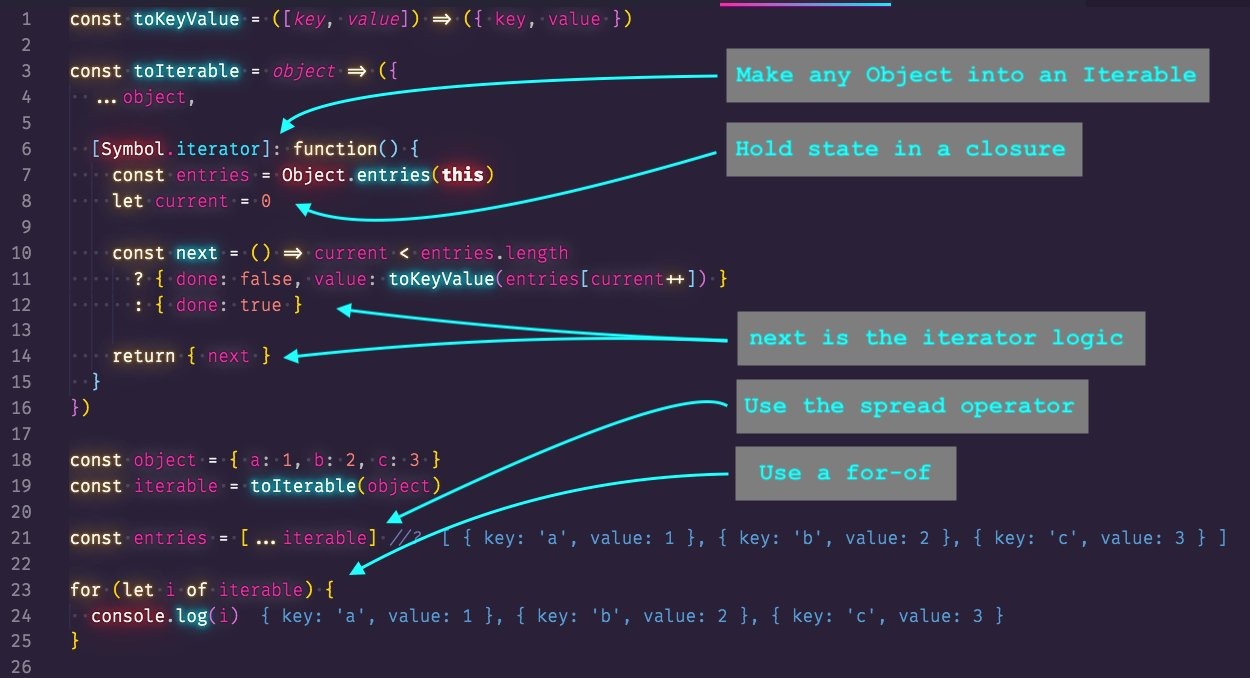 1 const toKeyValue = ([key, value]) => ({ key, value })
2
3 const toIterable = object => ({
4 ...object,
5
6 [Symbol.iterator]: function() {
7 const entries = Object.entries(this)
8 let current = 0
9
10 const next = () => current < entries.length
11 ? { done: false, value: toKeyValue(entries[current++]) }
12 : { done: true }
13
14 return { next }
15 }
16 })
17
18 const object = { a: 1, b: 2, c: 3 }
19 const iterable = toIterable(object)
20
21 const entries = [...iterable] //? [ { key: 'a', value: 1 }, { key: 'b', value: 2 }, { key: 'c', value: 3 } ]
22
23 for (let i of iterable) {
24 console.log(i) { key: 'a', value: 1 }, { key: 'b', value: 2 }, { key: 'c', value: 3 }
25 }
26
Make any Object into an Iterable
Hold state in a closure
next is the iterator logic
Use the spread operator
Use a for-of